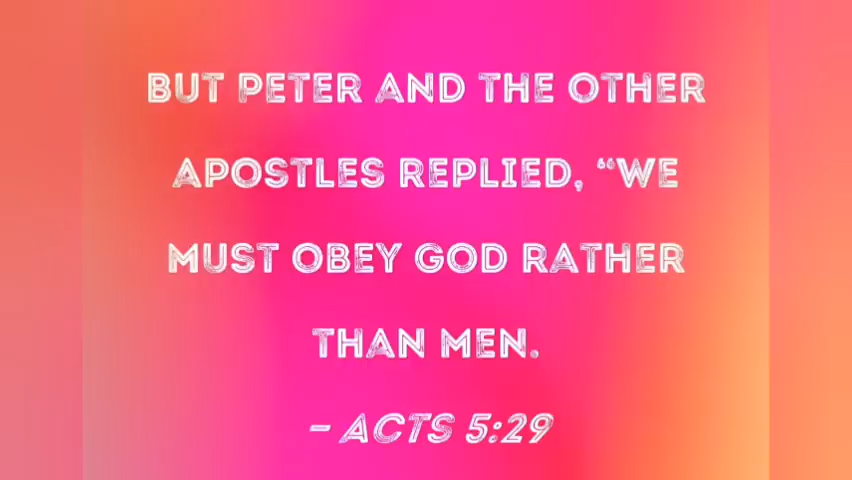 BUT PETER AND THE OTHER
APOSTLES REPLIED, “WE
MUST OBEY GOD RATHER
THAN MEN.
– ACTS 5:29